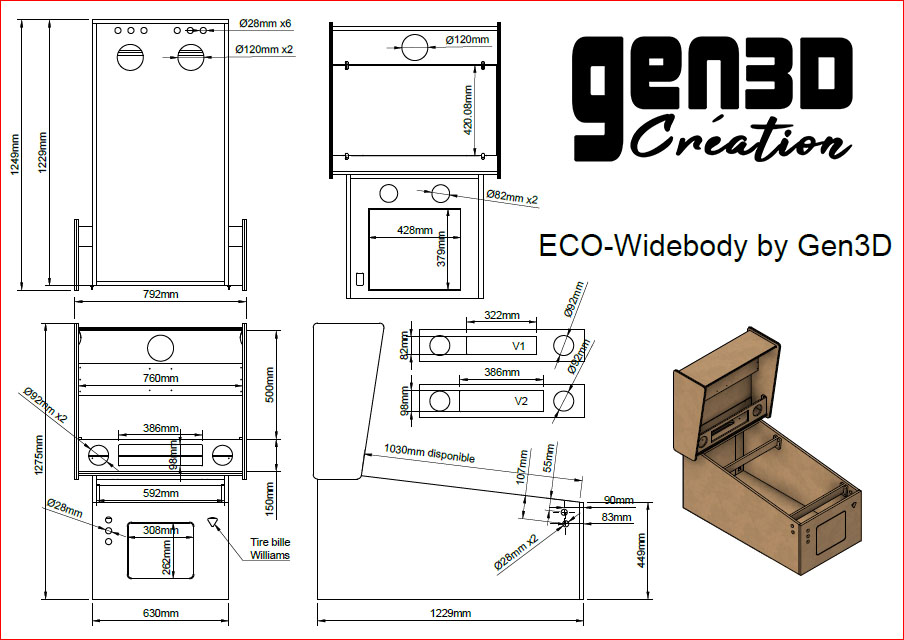 Ø28mm x6
Ø120mm x2
1249mm
1229mm
792mm
Ø120mm
420.08mm
Ø82mm x2
428mm
379mm
gen3D
Création
ECO-Widebody by Gen3D
760mm
500mm
Ø92mm x2
386mm
98mm
1275mm
592mm
150mm
Ø28mm
308mm
262mm
Tire bille
Williams
630mm
322mm
Ø92mm
82mm
V1
386mm
Ø92mm
98mm
V2
1030mm disponible
107mm
55mm
90mm
83mm
Ø28mm x2
449mm
1229mm